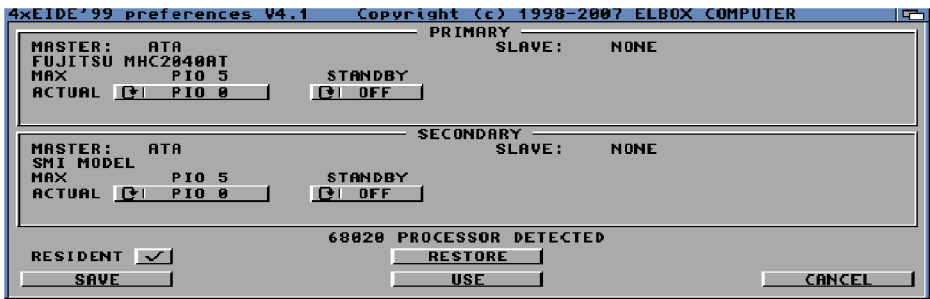 4xEIDE'99 preferences V4.1 Copyright (c) 1998-2007 ELBOX COMPUTER
PRIMARY
MASTER: ATA SLAVE: NONE
FUJITSU MHC2040AT
MAX PIO 5 STANDBY
ACTUAL PIO 0 OFF
SECONDARY
MASTER: ATA SLAVE: NONE
SMI MODEL
MAX PIO 5 STANDBY
ACTUAL PIO 0 OFF
68020 PROCESSOR DETECTED
RESIDENT RESTORE
SAVE USE CANCEL